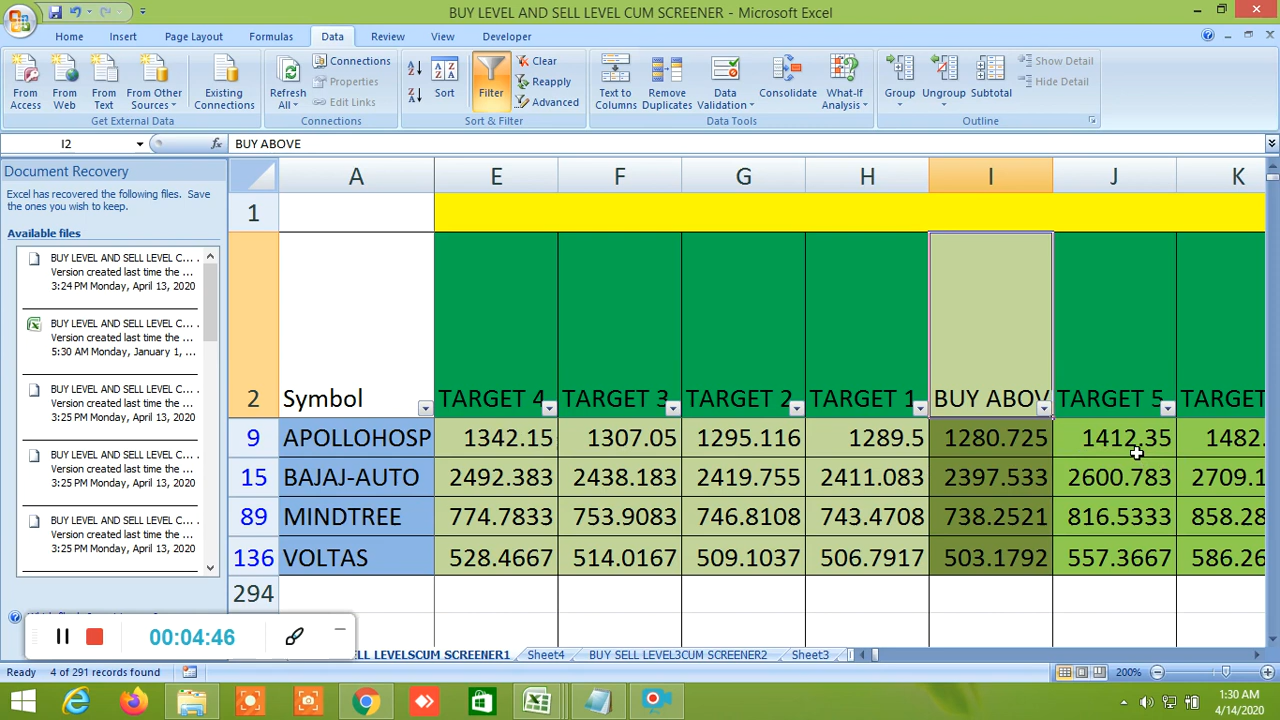 BUY LEVEL AND SELL LEVEL CUM SCREENER - Microsoft Excel
Home Insert Page Layout Formulas Data Review View Developer
From Access
From Web
From Text
From Other Sources
Existing Connections
Get External Data
Refresh All
Connections
Properties
Edit Links
Connections
Sort
Filter
Clear
Reapply
Advanced
Sort & Filter
Text to Columns
Remove Duplicates
Data Validation
Consolidate
What-If Analysis
Data Tools
Group
Ungroup
Subtotal
Show Detail
Hide Detail
Outline
I2 fx BUY ABOVE
Document Recovery
Excel has recovered the following files. Save
the ones you wish to keep.
Available files
BUY LEVEL AND SELL LEVEL C... .
Version created last time the ...
3:24 PM Monday, April 13, 2020
BUY LEVEL AND SELL LEVEL C... .
Version created last time the ...
5:30 AM Monday, January 1, ...
BUY LEVEL AND SELL LEVEL C... .
Version created last time the ...
3:25 PM Monday, April 13, 2020
BUY LEVEL AND SELL LEVEL C... .
Version created last time the ...
3:25 PM Monday, April 13, 2020
BUY LEVEL AND SELL LEVEL C... .
Version created last time the ...
3:25 PM Monday, April 13, 2020
A E F G H I J K
1
2 Symbol TARGET 4 TARGET 3 TARGET 2 TARGET 1 BUY ABOV TARGET 5 TARGET
9 APOLLOHOSP 1342.15 1307.05 1295.116 1289.5 1280.725 1412.35 1482.
15 BAJAJ-AUTO 2492.383 2438.183 2419.755 2411.083 2397.533 2600.783 2709.1
89 MINDTREE 774.7833 753.9083 746.8108 743.4708 738.2521 816.5333 858.28
136 VOLTAS 528.4667 514.0167 509.1037 506.7917 503.1792 557.3667 586.26
294
00:04:46
SELL LEVELSCUM SCREENER1 Sheet4 BUY SELL LEVEL3CUM SCREENER2 Sheet3
Ready 4 of 291 records found 200%
1:30 AM
4/14/2020